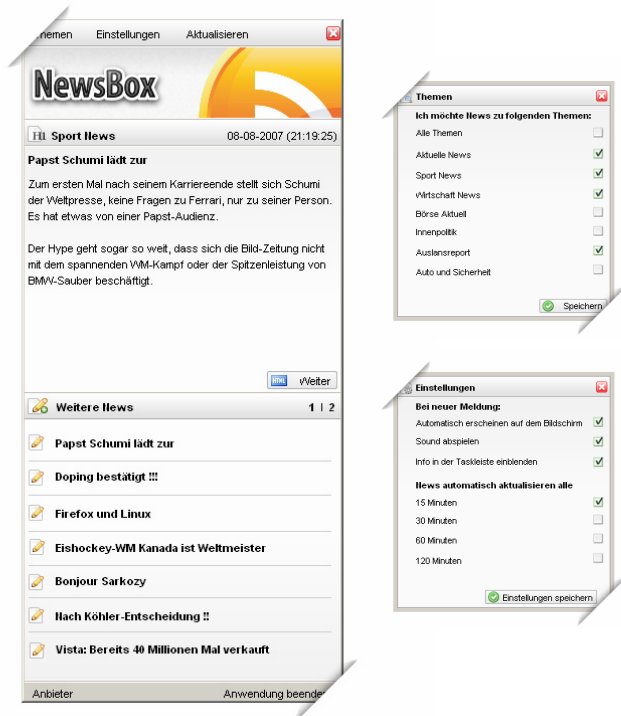 Themen Einstellungen Aktualisieren
NewsBox
H1 Sport News 08-08-2007 (21:19:25)
Papst Schumi lädt zur
Zum ersten Mal nach seinem Karriereende stellt sich Schumi
der Weltpresse, keine Fragen zu Ferrari, nur zu seiner Person.
Es hat etwas von einer Papst-Audienz.
Der Hype geht sogar so weit, dass sich die Bild-Zeitung nicht
mit dem spannenden WM-Kampf oder der Spitzenleistung von
BMW-Sauber beschäftigt.
HTML Weiter
Weitere News 1 | 2
Papst Schumi lädt zur
Doping bestätigt !!!
Firefox und Linux
Eishockey-WM Kanada ist Weltmeister
Bonjour Sarkozy
Nach Köhler-Entscheidung !!
Vista: Bereits 40 Millionen Mal verkauft
Anbieter Anwendung beende
Themen
Ich möchte News zu folgenden Themen:
Alle Themen
Aktuelle News
Sport News
Wirtschaft News
Börse Aktuell
Innenpolitik
Auslansreport
Auto und Sicherheit
Speichern
Einstellungen
Bei neuer Meldung:
Automatisch erscheinen auf dem Bildschirm
Sound abspielen
Info in der Taskleiste einblenden
News automatisch aktualisieren alle
15 Minuten
30 Minuten
60 Minuten
120 Minuten
Einstellungen speichern